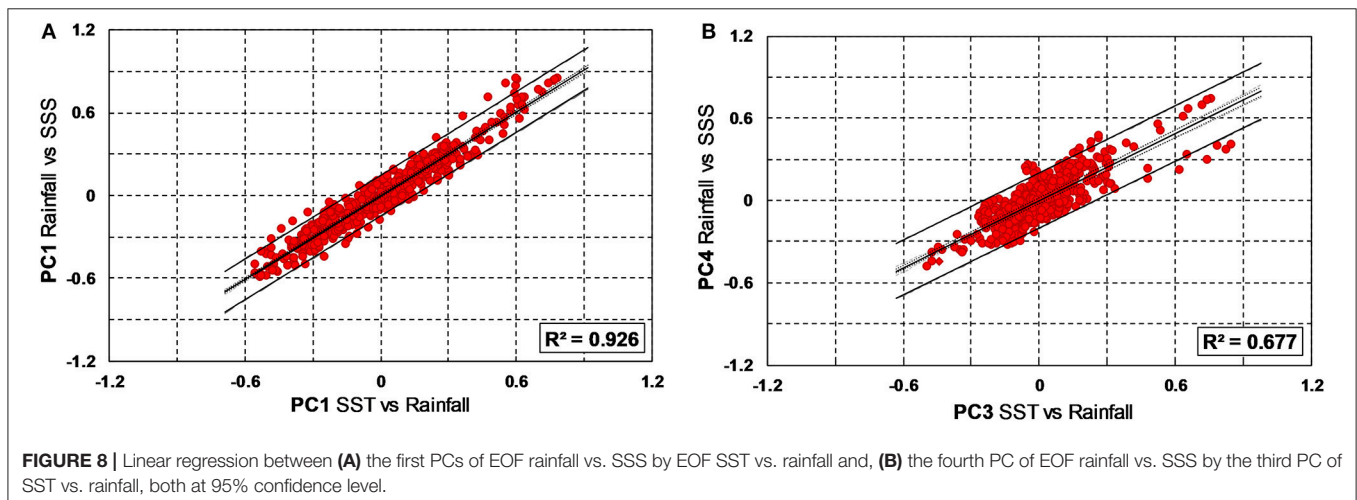 A
1.2
0.6
0
-0.6
-1.2
PC1 Rainfall vs SSS
R² = 0.926
-1.2 -0.6 0 0.6 1.2
PC1 SST vs Rainfall
B
1.2
0.6
0
-0.6
-1.2
PC4 Rainfall vs SSS
R² = 0.677
-1.2 -0.6 0 0.6 1.2
PC3 SST vs Rainfall
FIGURE 8 | Linear regression between (A) the first PCs of EOF rainfall vs. SSS by EOF SST vs. rainfall and, (B) the fourth PC of EOF rainfall vs. SSS by the third PC of
SST vs. rainfall, both at 95% confidence level.